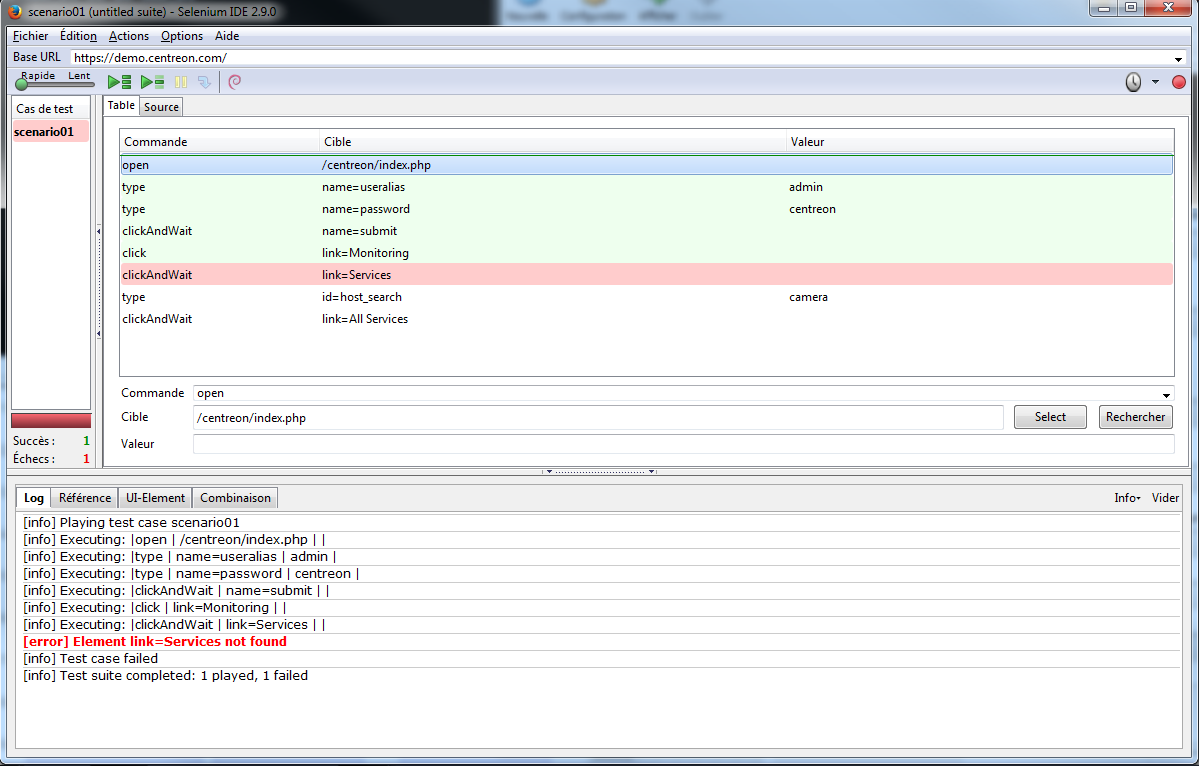 scenario01 (untitled suite) - Selenium IDE 2.9.0
Fichier Édition Actions Options Aide
Base URL https://demo.centreon.com/
Rapide Lent
Cas de test
scenario01
Table Source
Commande Cible Valeur
open /centreon/index.php
type name=useralias admin
type name=password centreon
clickAndWait name=submit
click link=Monitoring
clickAndWait link=Services
type id=host_search camera
clickAndWait link=All Services
Commande open
Cible /centreon/index.php Select Rechercher
Valeur
Succès : 1
Échecs : 1
Log Référence UI-Element Combinaison Info Vider
[info] Playing test case scenario01
[info] Executing: |open | /centreon/index.php | |
[info] Executing: |type | name=useralias | admin |
[info] Executing: |type | name=password | centreon |
[info] Executing: |clickAndWait | name=submit | |
[info] Executing: |click | link=Monitoring | |
[info] Executing: |clickAndWait | link=Services | |
[error] Element link=Services not found
[info] Test case failed
[info] Test suite completed: 1 played, 1 failed